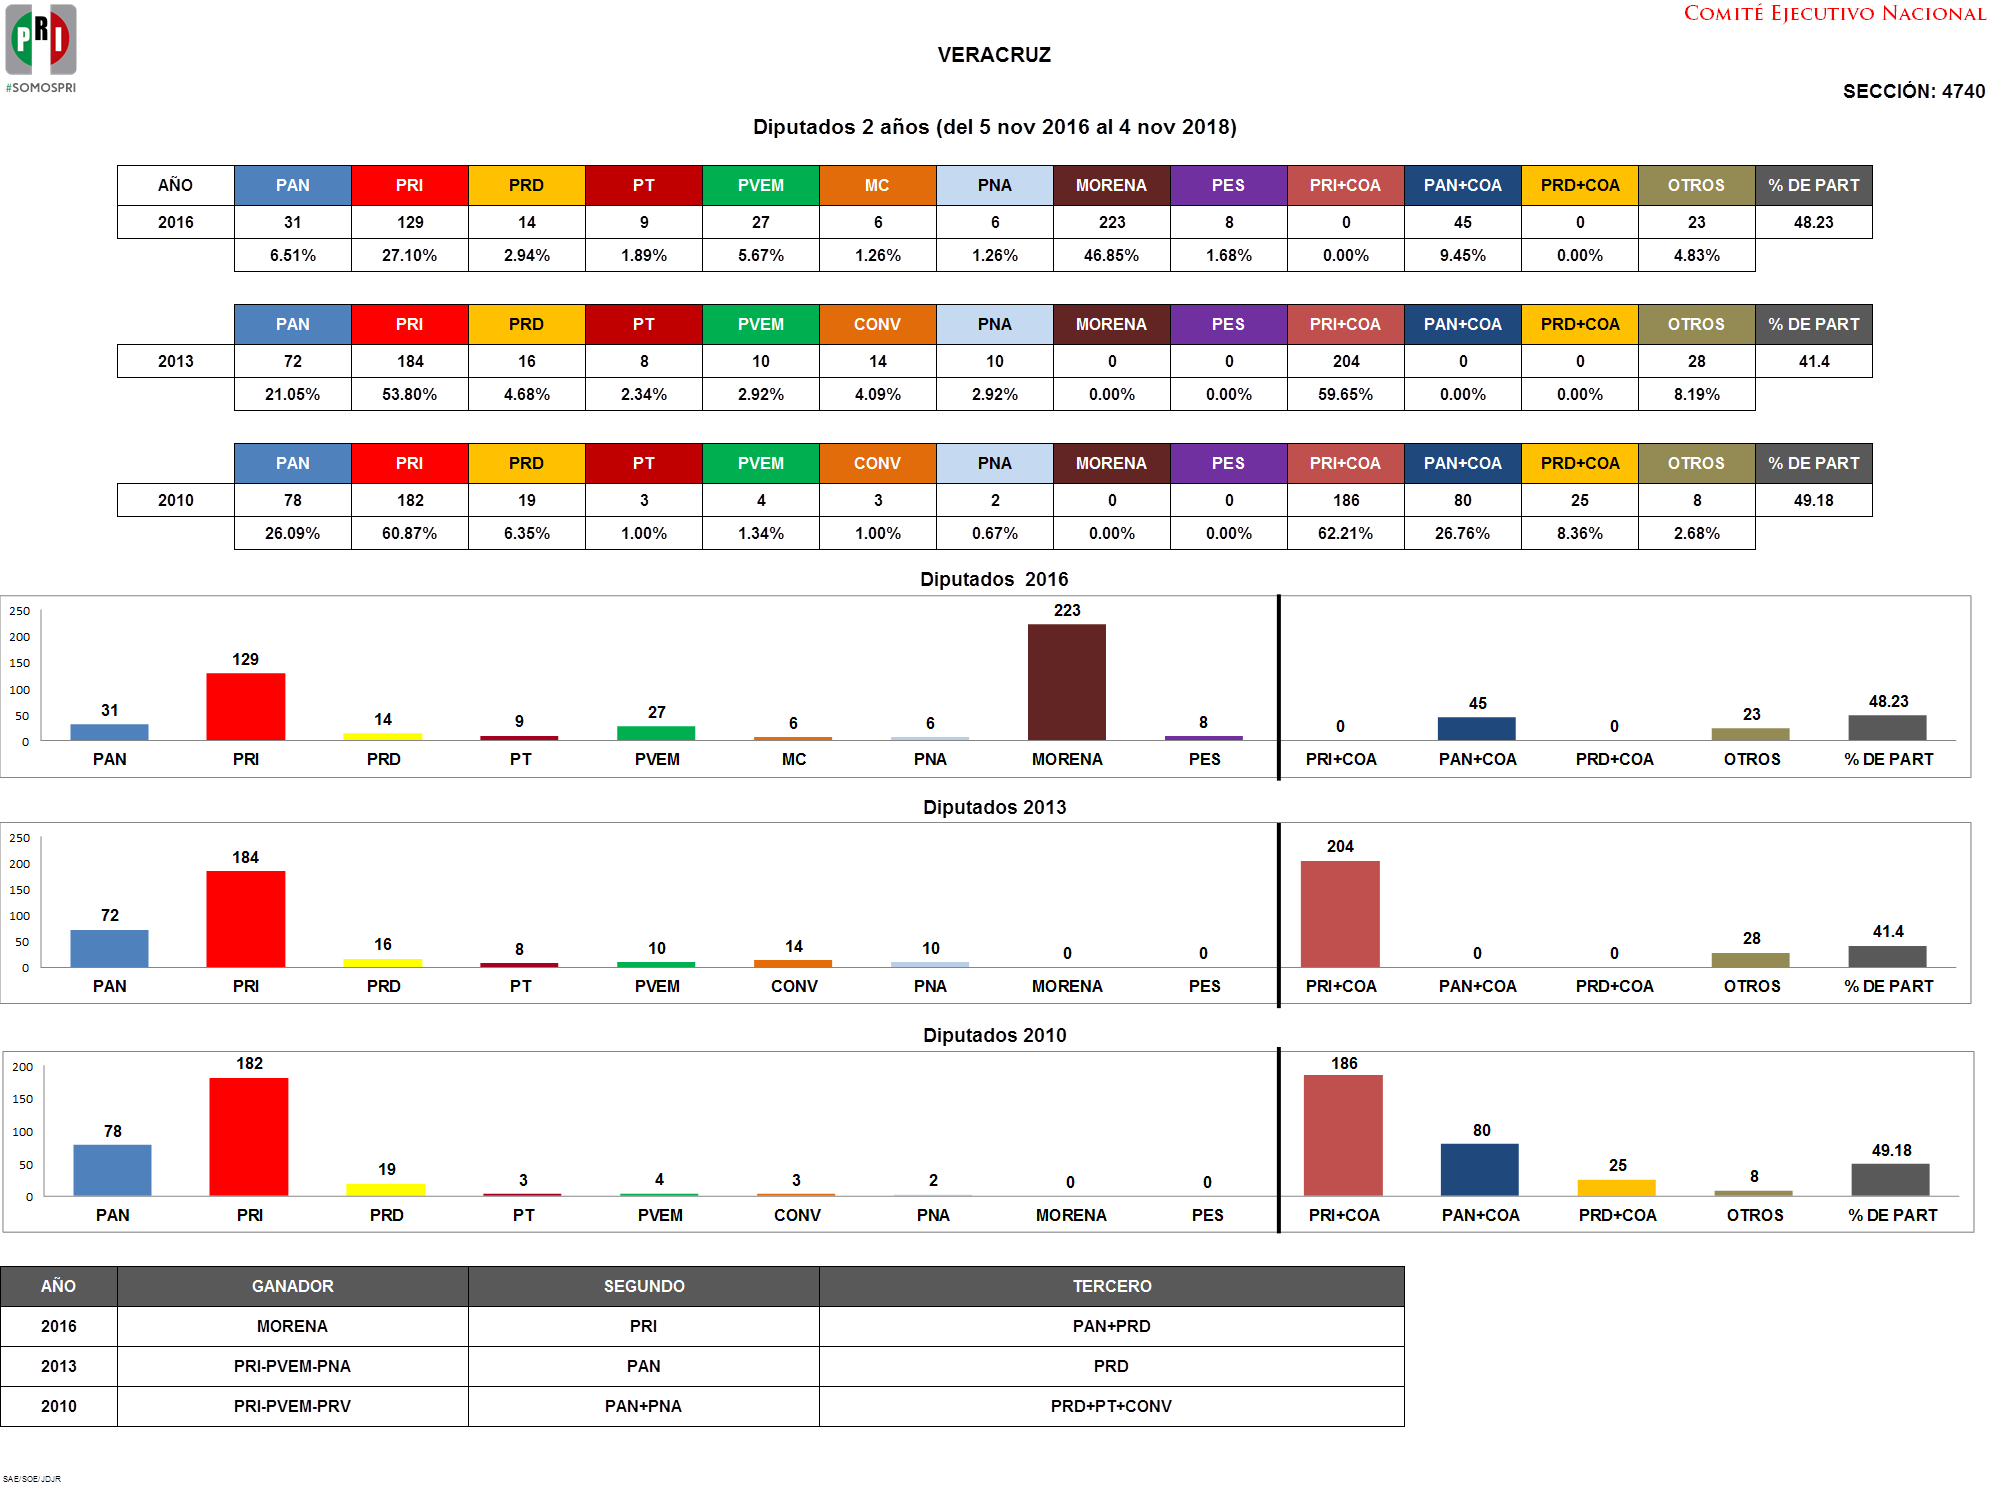 PRI
#SOMOSPRI
COMITÉ EJECUTIVO NACIONAL
VERACRUZ
SECCIÓN: 4740
Diputados 2 años (del 5 nov 2016 al 4 nov 2018)
AÑO PAN PRI PRD PT PVEM MC PNA MORENA PES PRI+COA PAN+COA PRD+COA OTROS % DE PART
2016 31 129 14 9 27 6 6 223 8 0 45 0 23 48.23
6.51% 27.10% 2.94% 1.89% 5.67% 1.26% 1.26% 46.85% 1.68% 0.00% 9.45% 0.00% 4.83%
PAN PRI PRD PT PVEM CONV PNA MORENA PES PRI+COA PAN+COA PRD+COA OTROS % DE PART
2013 72 184 16 8 10 14 10 0 0 204 0 0 28 41.4
21.05% 53.80% 4.68% 2.34% 2.92% 4.09% 2.92% 0.00% 0.00% 59.65% 0.00% 0.00% 8.19%
PAN PRI PRD PT PVEM CONV PNA MORENA PES PRI+COA PAN+COA PRD+COA OTROS % DE PART
2010 78 182 19 3 4 3 2 0 0 186 80 25 8 49.18
26.09% 60.87% 6.35% 1.00% 1.34% 1.00% 0.67% 0.00% 0.00% 62.21% 26.76% 8.36% 2.68%
Diputados 2016
250
200
150
100
50
0
31 129 14 9 27 6 6 223 8 0 45 0 23 48.23
PAN PRI PRD PT PVEM MC PNA MORENA PES PRI+COA PAN+COA PRD+COA OTROS % DE PART
Diputados 2013
250
200
150
100
50
0
72 184 16 8 10 14 10 0 0 204 0 0 28 41.4
PAN PRI PRD PT PVEM CONV PNA MORENA PES PRI+COA PAN+COA PRD+COA OTROS % DE PART
Diputados 2010
200
150
100
50
0
78 182 19 3 4 3 2 0 0 186 80 25 8 49.18
PAN PRI PRD PT PVEM CONV PNA MORENA PES PRI+COA PAN+COA PRD+COA OTROS % DE PART
AÑO GANADOR SEGUNDO TERCERO
2016 MORENA PRI PAN+PRD
2013 PRI-PVEM-PNA PAN PRD
2010 PRI-PVEM-PRV PAN+PNA PRD+PT+CONV
SAE/SOE/JDJR